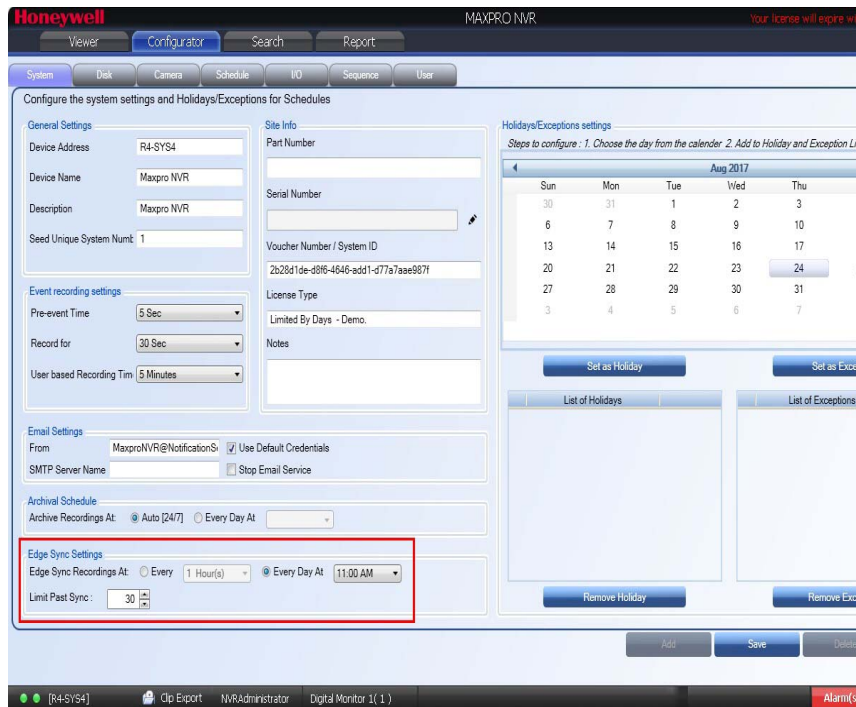 Honeywell
MAXPRO NVR
Your license will expire wi
Viewer
Configurator
Search
Report
System
Disk
Camera
Schedule
I/O
Sequence
User
Configure the system settings and Holidays/Exceptions for Schedules
General Settings
Device Address R4-SYS4
Device Name Maxpro NVR
Description Maxpro NVR
Seed Unique System Numb 1
Event recording settings
Pre-event Time 5 Sec
Record for 30 Sec
User based Recording Tim 5 Minutes
Site Info
Part Number
Serial Number
Voucher Number / System ID
2b28d1de-d8f6-4646-add1-d77a7aae987f
License Type
Limited By Days - Demo.
Notes
Email Settings
From MaxproNVR@NotificationS Use Default Credentials
SMTP Server Name Stop Email Service
Archival Schedule
Archive Recordings At: Auto [24/7] Every Day At
Edge Sync Settings
Edge Sync Recordings At: Every 1 Hour(s) Every Day At 11:00 AM
Limit Past Sync : 30
Holidays/Exceptions settings
Steps to configure : 1. Choose the day from the calender 2. Add to Holiday and Exception Li
Aug 2017
Sun Mon Tue Wed Thu
30 31 1 2 3
6 7 8 9 10
13 14 15 16 17
20 21 22 23 24
27 28 29 30 31
3 4 5 6 7
Set as Holiday
Set as Exce
List of Holidays
List of Exceptions
Remove Holiday
Remove Exc
Add
Save
Delete
[R4-SYS4]
Clip Export
NVRAdministrator
Digital Monitor 1( 1 )
Alarm(s